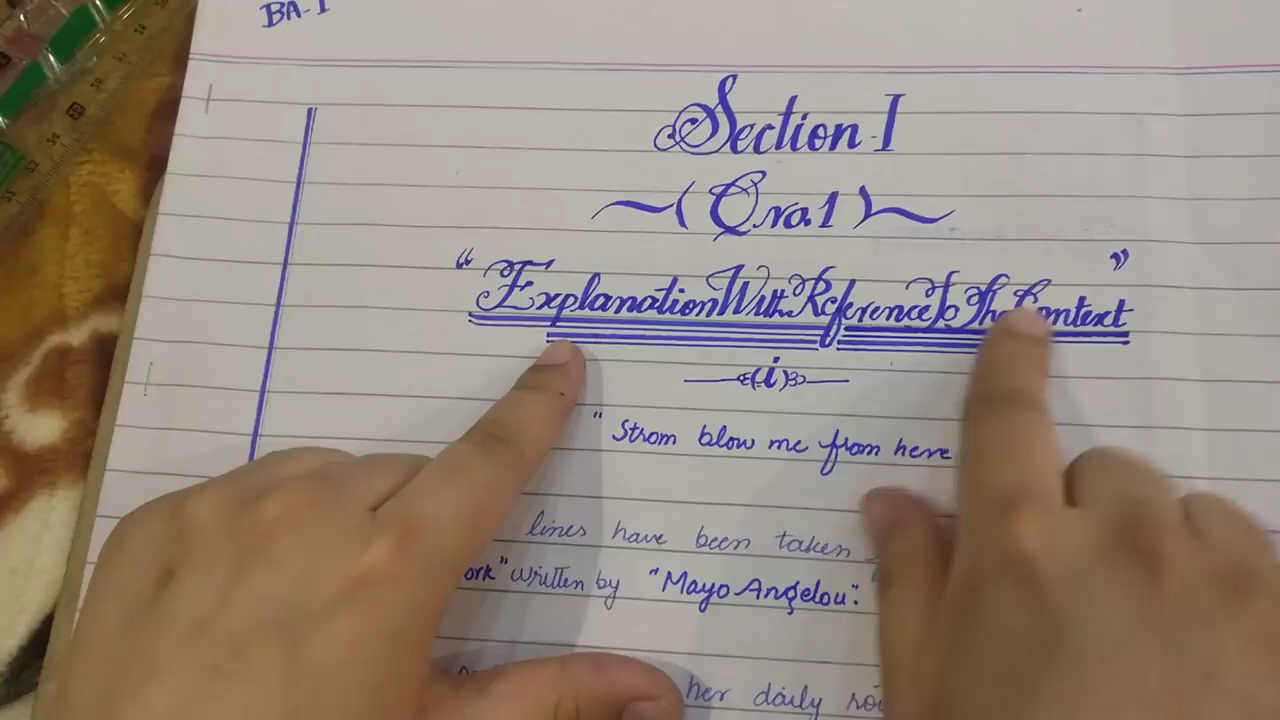 BA-I
Section-I
(Q no.1)
"Explanation With Reference To The Context"
(i)
"Strom blow me from here
lines have been taken
ork" written by "Mayo Angelou".
her daily